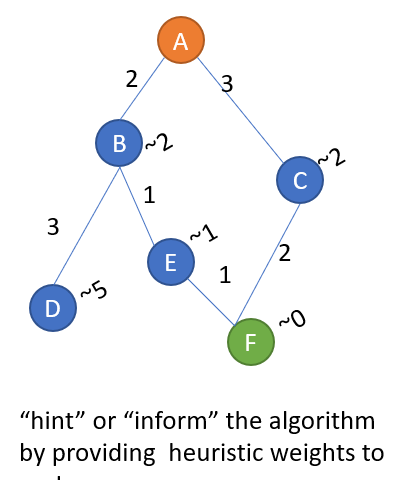 A
2
3
B
~2
~2
C
1
3
~1
E
2
1
~5
D
~0
F
“hint” or “inform” the algorithm
by providing heuristic weights to